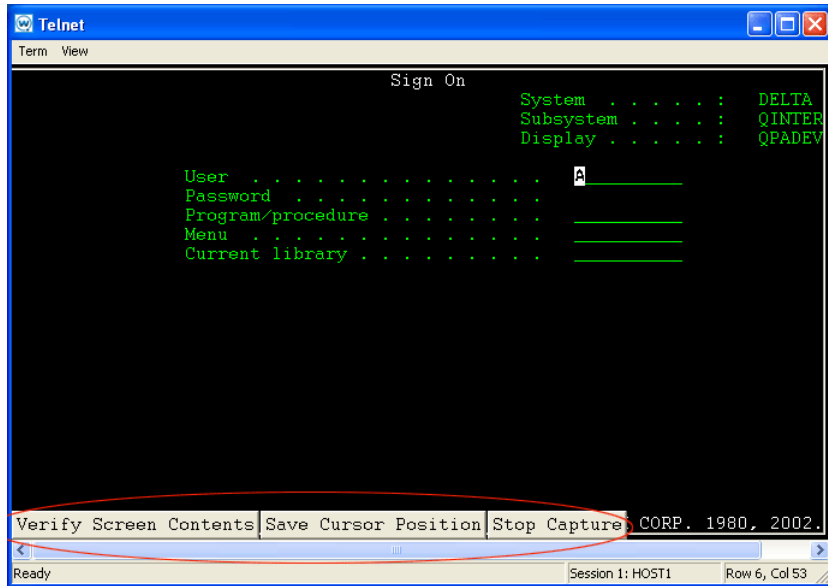 Telnet
Term View
Sign On
System . . . . . : DELTA
Subsystem . . . . : QINTER
Display . . . . . : QPADEV
User . . . . . . . . . . . . . . A
Password . . . . . . . . . . . .
Program/procedure . . . . . . . .
Menu . . . . . . . . . . . . . .
Current library . . . . . . . . .
Verify Screen Contents Save Cursor Position Stop Capture CORP. 1980, 2002.
Ready Session 1: HOST1 Row 6, Col 53